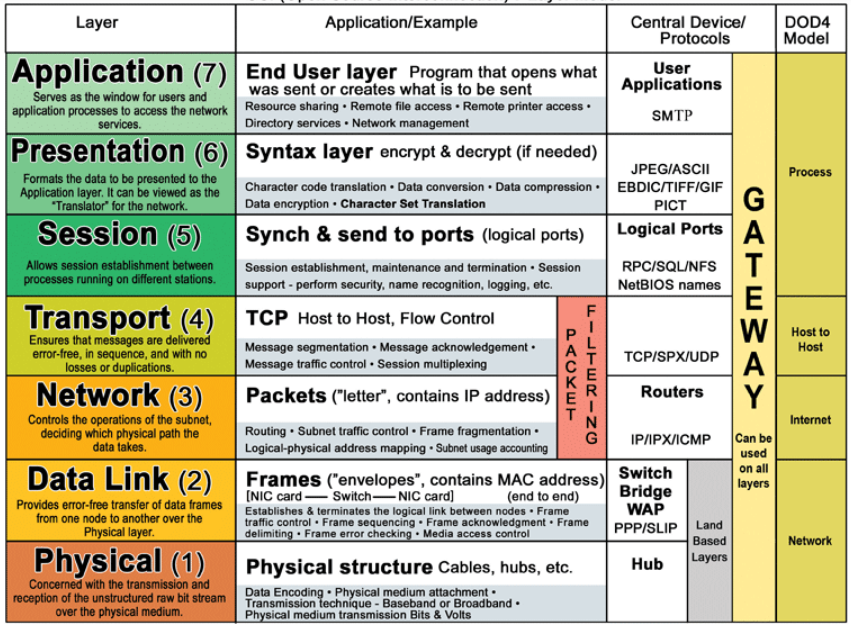 Layer
Application/Example
Central Device/
Protocols
DOD4
Model
Application (7)
Serves as the window for users and
application processes to access the network
services.
End User layer Program that opens what
was sent or creates what is to be sent
Resource sharing • Remote file access • Remote printer access •
Directory services • Network management
User
Applications
SMTP
Presentation (6)
Formats the data to be presented to the
Application layer. It can be viewed as the
"Translator" for the network.
Syntax layer encrypt & decrypt (if needed)
Character code translation • Data conversion • Data compression •
Data encryption • Character Set Translation
JPEG/ASCII
EBDIC/TIFF/GIF
PICT
Process
Session (5)
Allows session establishment between
processes running on different stations.
Synch & send to ports (logical ports)
Session establishment, maintenance and termination • Session
support - perform security, name recognition, logging, etc.
Logical Ports
RPC/SQL/NFS
NetBIOS names
Transport (4)
Ensures that messages are delivered
error-free, in sequence, and with no
losses or duplications.
TCP Host to Host, Flow Control
Message segmentation • Message acknowledgement •
Message traffic control • Session multiplexing
PACKET
FILTERING
TCP/SPX/UDP
Host to
Host
Network (3)
Controls the operations of the subnet,
deciding which physical path the
data takes.
Packets ("letter", contains IP address)
Routing • Subnet traffic control • Frame fragmentation •
Logical-physical address mapping • Subnet usage accounting
Routers
IP/IPX/ICMP
Internet
GATEWAY
Can be
used
on all
layers
Data Link (2)
Provides error-free transfer of data frames
from one node to another over the
Physical layer.
Frames ("envelopes", contains MAC address)
[NIC card —— Switch—— NIC card] (end to end)
Establishes & terminates the logical link between nodes • Frame
traffic control • Frame sequencing • Frame acknowledgment • Frame
delimiting • Frame error checking • Media access control
Switch
Bridge
WAP
PPP/SLIP
Land
Based
Layers
Network
Physical (1)
Concerned with the transmission and
reception of the unstructured raw bit stream
over the physical medium.
Physical structure Cables, hubs, etc.
Data Encoding • Physical medium attachment •
Transmission technique - Baseband or Broadband •
Physical medium transmission Bits & Volts
Hub